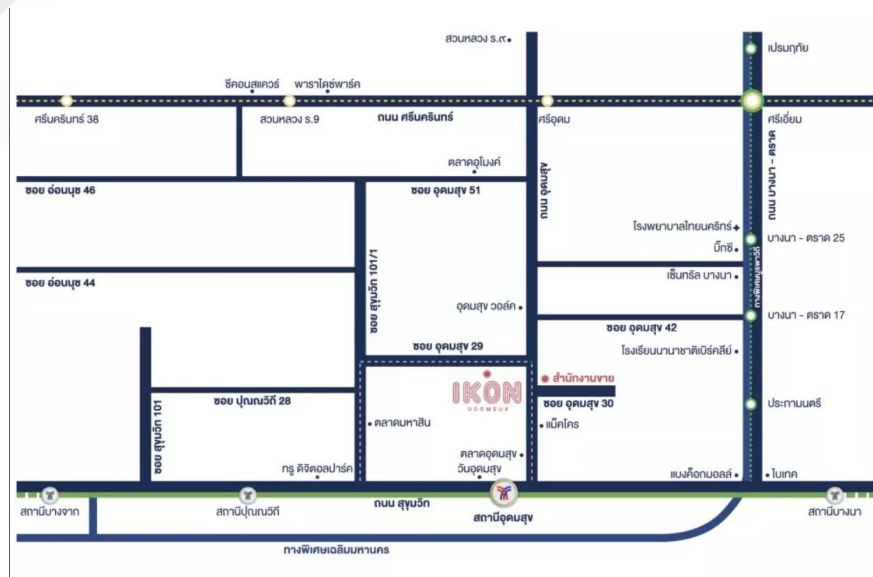 สวนหลวง ร.๙
เปรมฤทัย
ซีคอนสแควร์
พาราไดซ์พาร์ค
ศรีนครินทร์ 38
สวนหลวง ร.9
ถนน ศรีนครินทร์
ศรีอุดม
ศรีเอี่ยม
ตลาดอุโมงค์
ถนน อุดมสุข
ถนน บางนา - ตราด
ซอย อ่อนนุช 46
ซอย อุดมสุข 51
โรงพยาบาลไทยนครินทร์
บางนา - ตราด 25
บิ๊กซี
ซอย อ่อนนุช 44
ซอย สุขุมวิท 101/1
เซ็นทรัล บางนา
ทางพิเศษบูรพาวิถี
อุดมสุข วอล์ค
บางนา - ตราด 17
ซอย อุดมสุข 42
ซอย อุดมสุข 29
โรงเรียนนานาชาติเบิร์คลีย์
IKON
UDOMSUK
สำนักงานขาย
ซอย อุดมสุข 30
ซอย ปุณณวิถี 28
ประภามนตรี
ซอย สุขุมวิท 101
ตลาดมหาสิน
แม็คโคร
ตลาดอุดมสุข
วันอุดมสุข
ทรู ดิจิตอลปาร์ค
แบงค็อกมอลล์
ไบเทค
ถนน สุขุมวิท
สถานีบางจาก
สถานีปุณณวิถี
สถานีอุดมสุข
สถานีบางนา
ทางพิเศษเฉลิมมหานคร